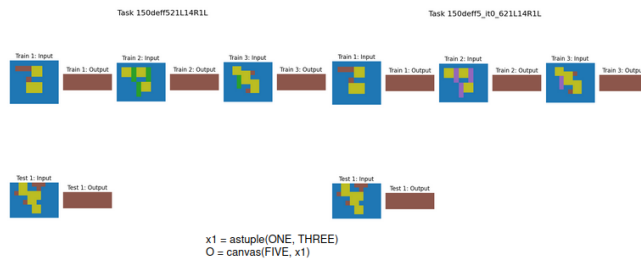 Task 150deff521L14R1L
Task 150deff5_it0_621L14R1L
Train 1: Input
Train 1: Output
Train 2: Input
Train 2: Output
Train 3: Input
Train 3: Output
Train 1: Input
Train 1: Output
Train 2: Input
Train 2: Output
Train 3: Input
Train 3: Output
Test 1: Input
Test 1: Output
Test 1: Input
Test 1: Output
x1 = astuple(ONE, THREE)
O = canvas(FIVE, x1)